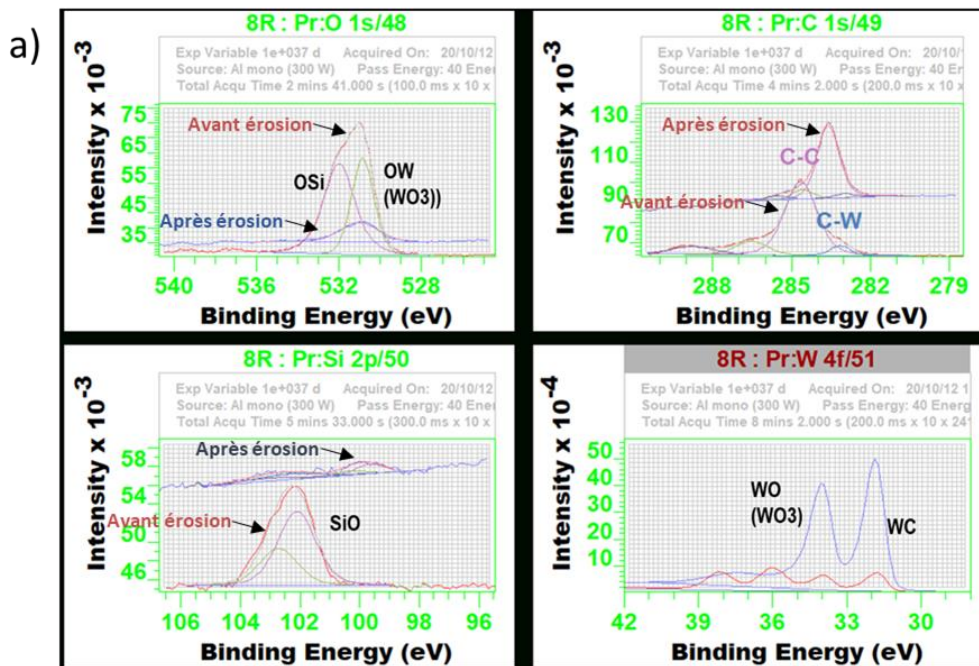 a)
8R : Pr:O 1s/48
Exp Variable 1e+037 d Acquired On: 20/10/12
Source: Al mono (300 W) Pass Energy: 40 Ener
Total Acqu Time 2 mins 41.000 s (100.0 ms x 10 x
Intensity x 10⁻³
75
65
55
45
35
Avant érosion
OSi
OW
(WO3))
Après érosion
540 536 532 528
Binding Energy (eV)
8R : Pr:C 1s/49
Exp Variable 1e+037 d Acquired On: 20/10/
Source: Al mono (300 W) Pass Energy: 40 Er
Total Acqu Time 4 mins 2.000 s (200.0 ms x 10 x
Intensity x 10⁻³
130
110
90
70
Après érosion
C-C
Avant érosion
C-W
288 285 282 279
Binding Energy (eV)
8R : Pr:Si 2p/50
Exp Variable 1e+037 d Acquired On: 20/10/12
Source: Al mono (300 W) Pass Energy: 40 Ener
Total Acqu Time 5 mins 33.000 s (300.0 ms x 10 x
Intensity x 10⁻³
58
54
50
46
Après érosion
Avant érosion
SiO
106 104 102 100 98 96
Binding Energy (eV)
8R : Pr:W 4f/51
Exp Variable 1e+037 d Acquired On: 20/10/12 1
Source: Al mono (300 W) Pass Energy: 40 Energ
Total Acqu Time 8 mins 2.000 s (200.0 ms x 10 x 241
Intensity x 10⁻⁴
50
40
30
20
10
WO
(WO3)
WC
42 39 36 33 30
Binding Energy (eV)